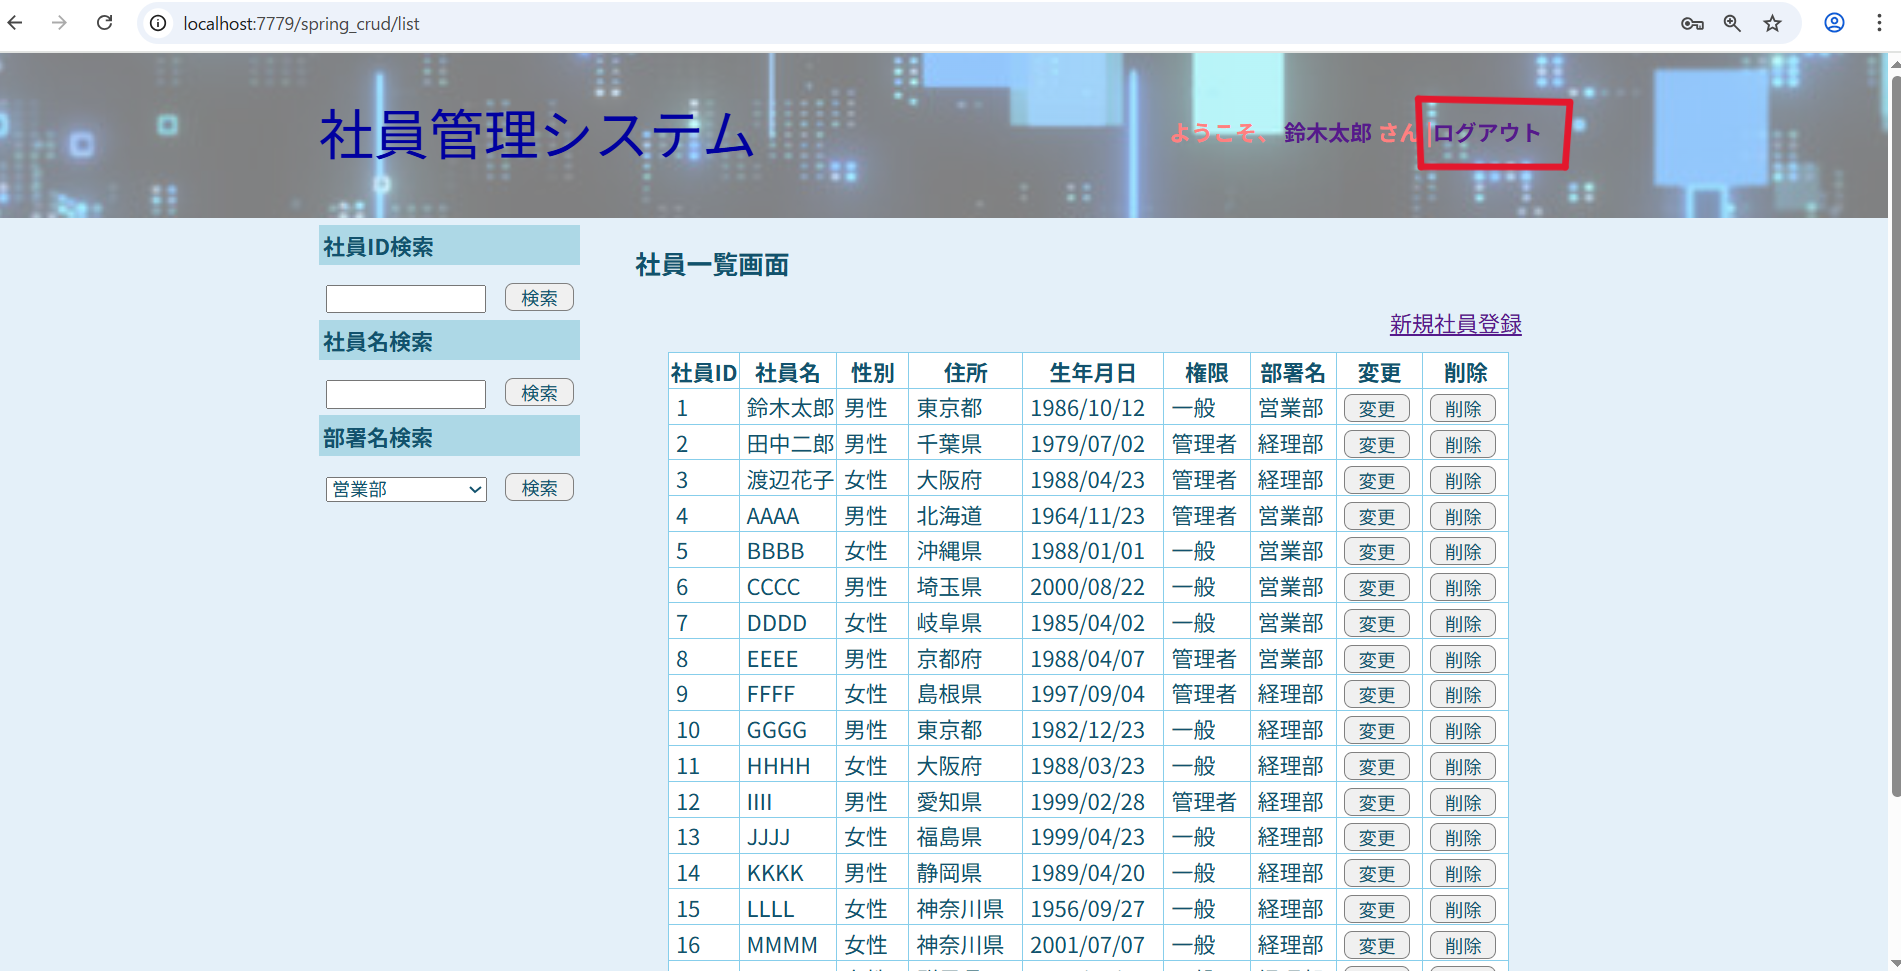 localhost:7779/spring_crud/list
社員管理システム
ようこそ、 鈴木太郎 さん |ログアウト
社員ID検索
検索
社員名検索
検索
部署名検索
営業部 検索
社員一覧画面
新規社員登録
社員ID 社員名 性別 住所 生年月日 権限 部署名 変更 削除
1 鈴木太郎 男性 東京都 1986/10/12 一般 営業部 変更 削除
2 田中二郎 男性 千葉県 1979/07/02 管理者 経理部 変更 削除
3 渡辺花子 女性 大阪府 1988/04/23 管理者 経理部 変更 削除
4 AAAA 男性 北海道 1964/11/23 管理者 営業部 変更 削除
5 BBBB 女性 沖縄県 1988/01/01 一般 営業部 変更 削除
6 CCCC 男性 埼玉県 2000/08/22 一般 営業部 変更 削除
7 DDDD 女性 岐阜県 1985/04/02 一般 営業部 変更 削除
8 EEEE 男性 京都府 1988/04/07 管理者 営業部 変更 削除
9 FFFF 女性 島根県 1997/09/04 管理者 経理部 変更 削除
10 GGGG 男性 東京都 1982/12/23 一般 経理部 変更 削除
11 HHHH 女性 大阪府 1988/03/23 一般 経理部 変更 削除
12 IIII 男性 愛知県 1999/02/28 管理者 経理部 変更 削除
13 JJJJ 女性 福島県 1999/04/23 一般 経理部 変更 削除
14 KKKK 男性 静岡県 1989/04/20 一般 経理部 変更 削除
15 LLLL 女性 神奈川県 1956/09/27 一般 経理部 変更 削除
16 MMMM 女性 神奈川県 2001/07/07 一般 経理部 変更 削除